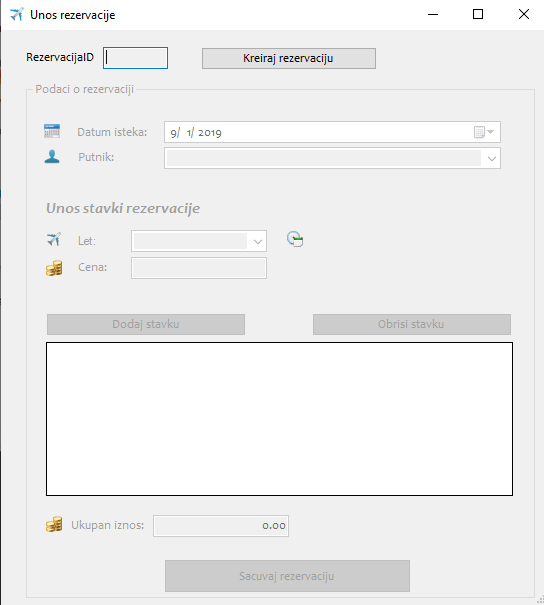 Unos rezervacije
RezervacijaID
Kreiraj rezervaciju
Podaci o rezervaciji
Datum isteka:
9/ 1/ 2019
Putnik:
Unos stavki rezervacije
Let:
Cena:
Dodaj stavku
Obrisi stavku
Ukupan iznos:
0.00
Sacuvaj rezervaciju